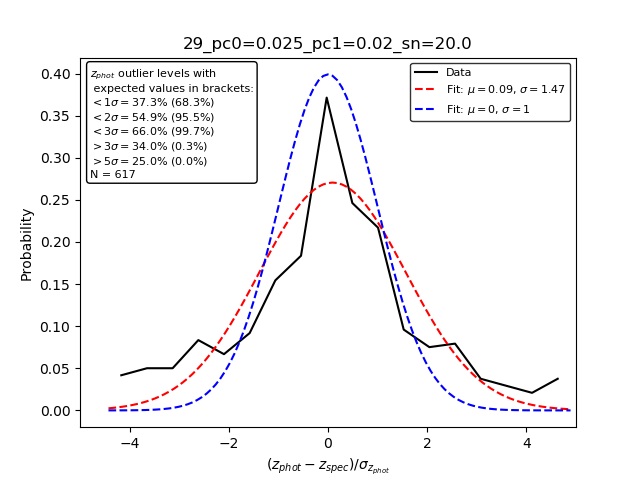 29_pc0=0.025_pc1=0.02_sn=20.0
z_phot outlier levels with
expected values in brackets:
<1σ=37.3% (68.3%)
<2σ=54.9% (95.5%)
<3σ=66.0% (99.7%)
>3σ=34.0% (0.3%)
>5σ=25.0% (0.0%)
N = 617
Data
Fit: μ=0.09, σ=1.47
Fit: μ=0, σ=1
0.40
0.35
0.30
0.25
0.20
0.15
0.10
0.05
0.00
Probability
−4 −2 0 2 4
(z_phot − z_spec)/σ_z_phot